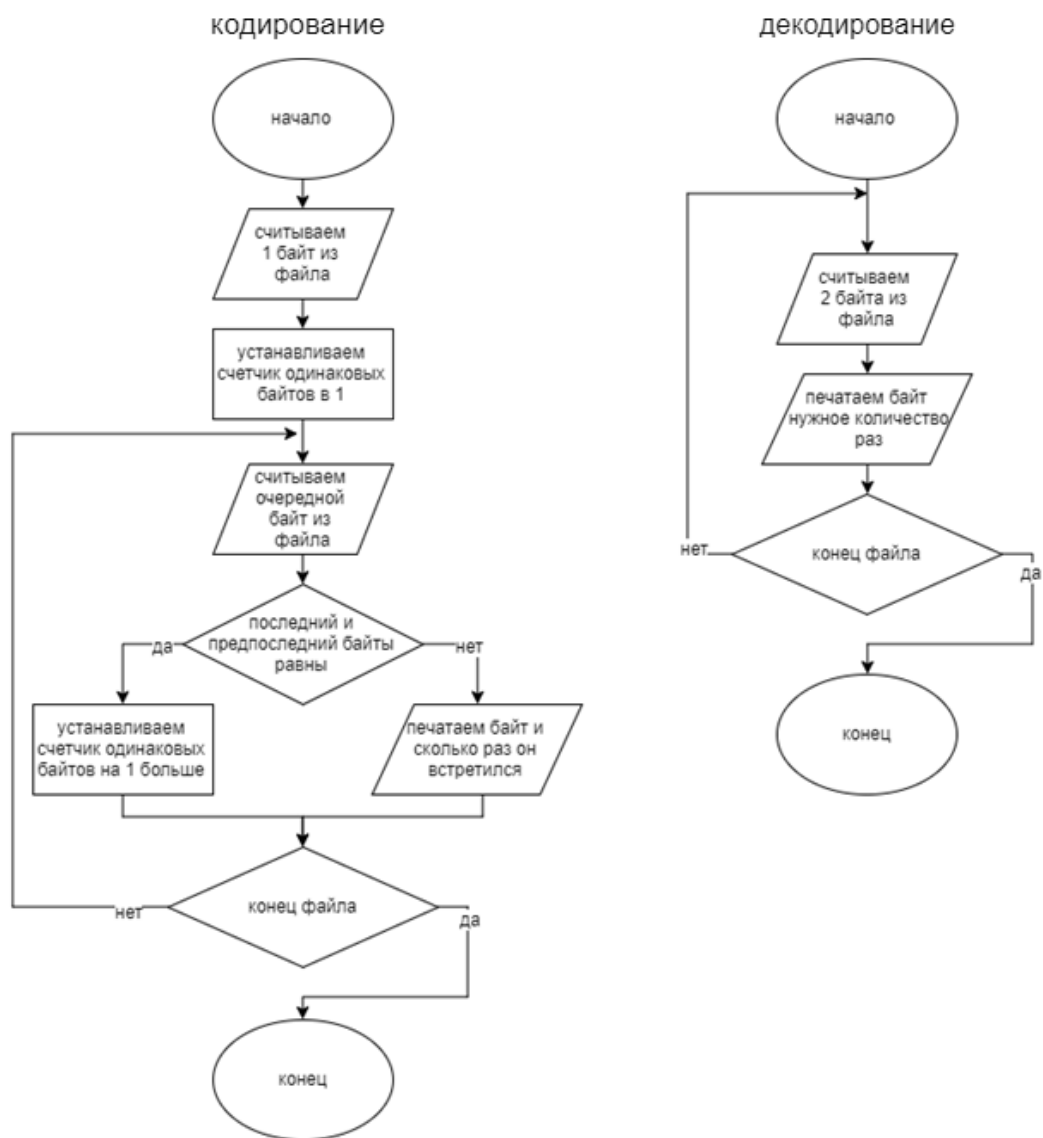 кодирование
начало
считываем
1 байт из
файла
устанавливаем
счетчик одинаковых
байтов в 1
считываем
очередной
байт из
файла
последний и
предпоследний байты
равны
да
нет
устанавливаем
счетчик одинаковых
байтов на 1 больше
печатаем байт и
сколько раз он
встретился
конец файла
нет
да
конец
декодирование
начало
считываем
2 байта из
файла
печатаем байт
нужное количество
раз
конец файла
нет
да
конец